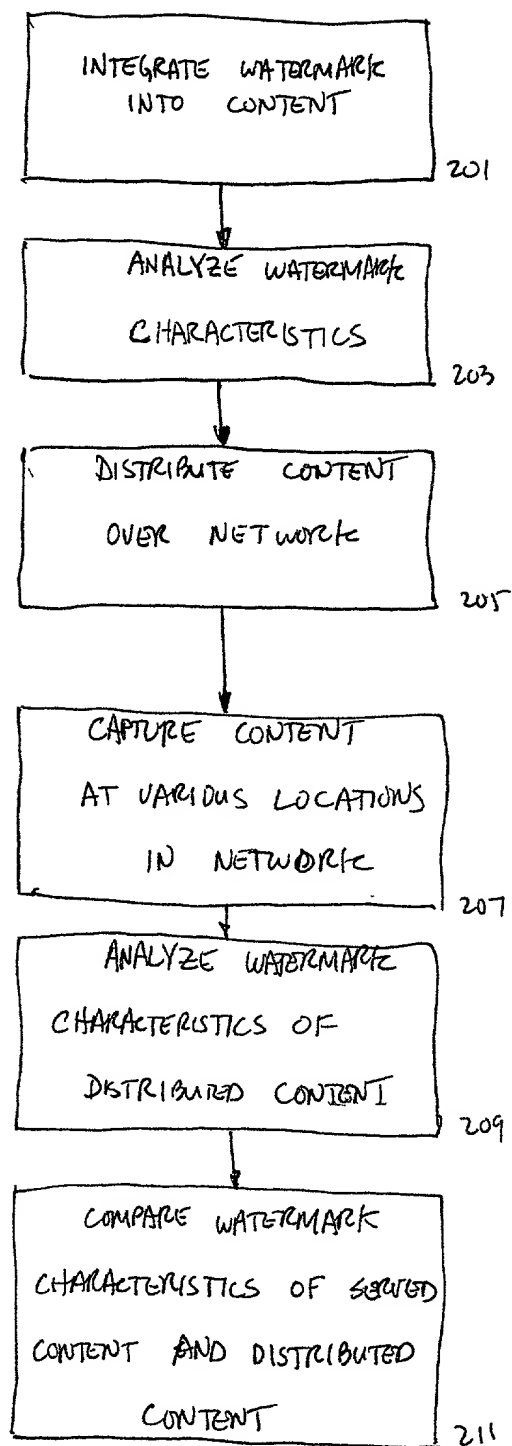 INTEGRATE WATERMARK
INTO CONTENT
201
ANALYZE WATERMARK
CHARACTERISTICS
203
DISTRIBUTE CONTENT
OVER NETWORK
205
CAPTURE CONTENT
AT VARIOUS LOCATIONS
IN NETWORK
207
ANALYZE WATERMARK
CHARACTERISTICS OF
DISTRIBUTED CONTENT
209
COMPARE WATERMARK
CHARACTERISTICS OF SERVED
CONTENT AND DISTRIBUTED
CONTENT
211